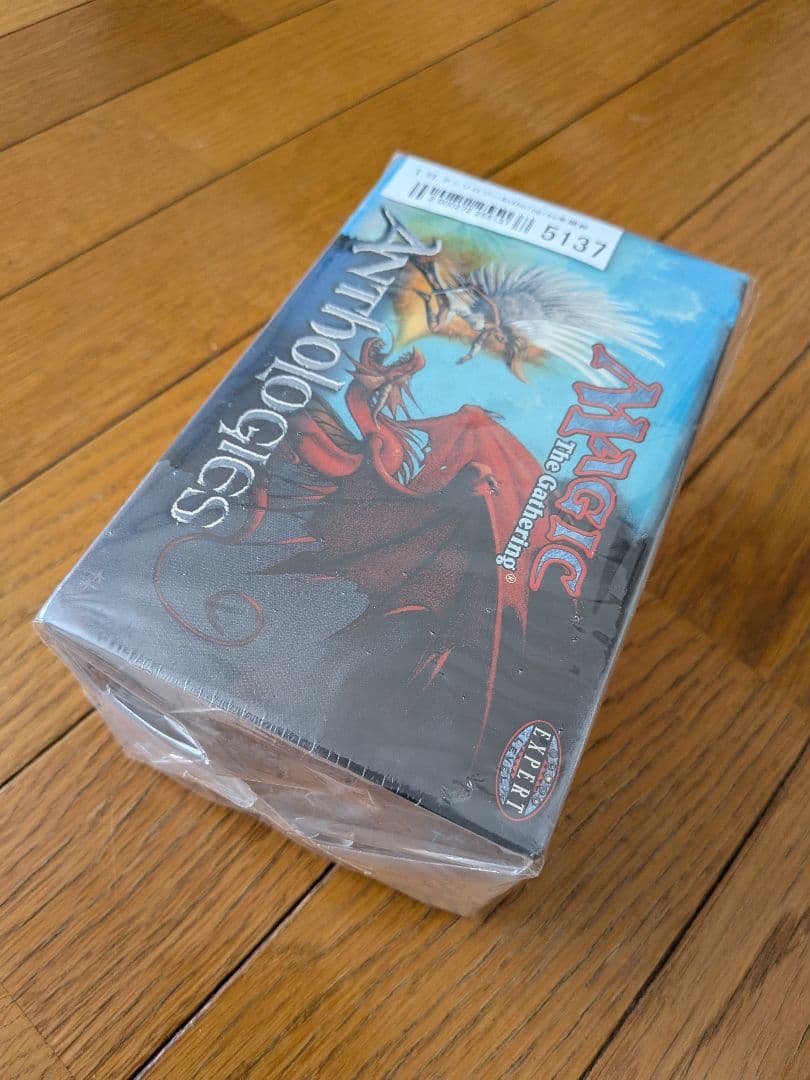 5137
ANTHOLOGIES
MAGIC
The Gathering®
EXPERT